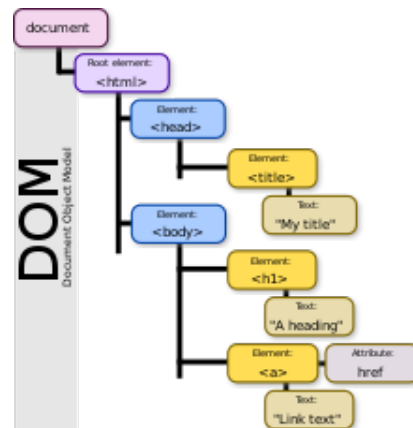 document
Root element:
<html>
Element:
<head>
Element:
<title>
Text:
"My title"
Element:
<body>
Element:
<h1>
Text:
"A heading"
Element:
<a>
Attribute:
href
Text:
"Link text"
DOM
Document Object Model